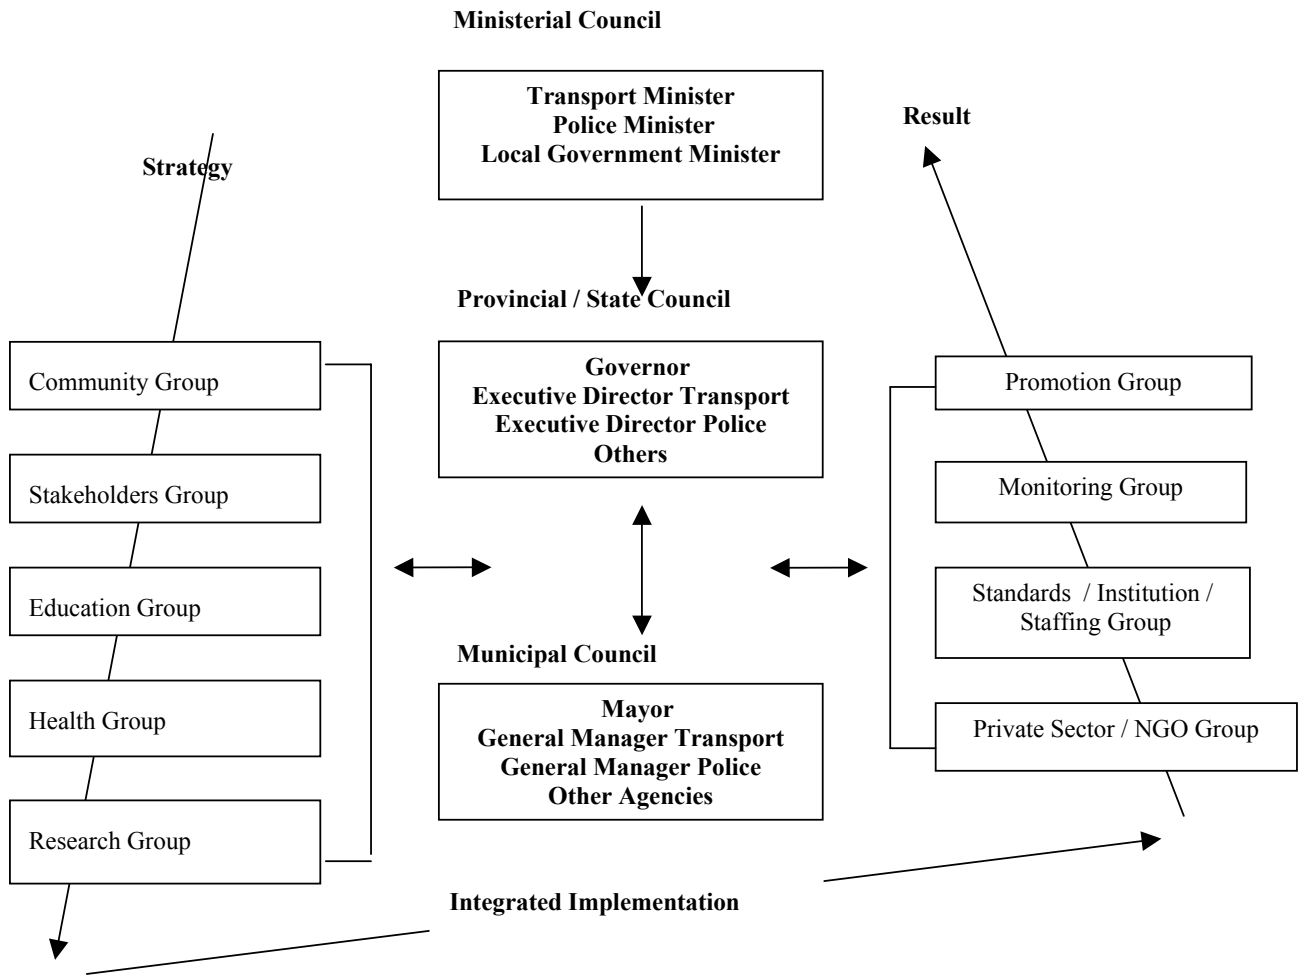 Ministerial Council
Transport Minister
Police Minister
Local Government Minister
Result
Strategy
Provincial / State Council
Governor
Executive Director Transport
Executive Director Police
Others
Community Group
Stakeholders Group
Education Group
Health Group
Research Group
Promotion Group
Monitoring Group
Standards / Institution /
Staffing Group
Private Sector / NGO Group
Municipal Council
Mayor
General Manager Transport
General Manager Police
Other Agencies
Integrated Implementation